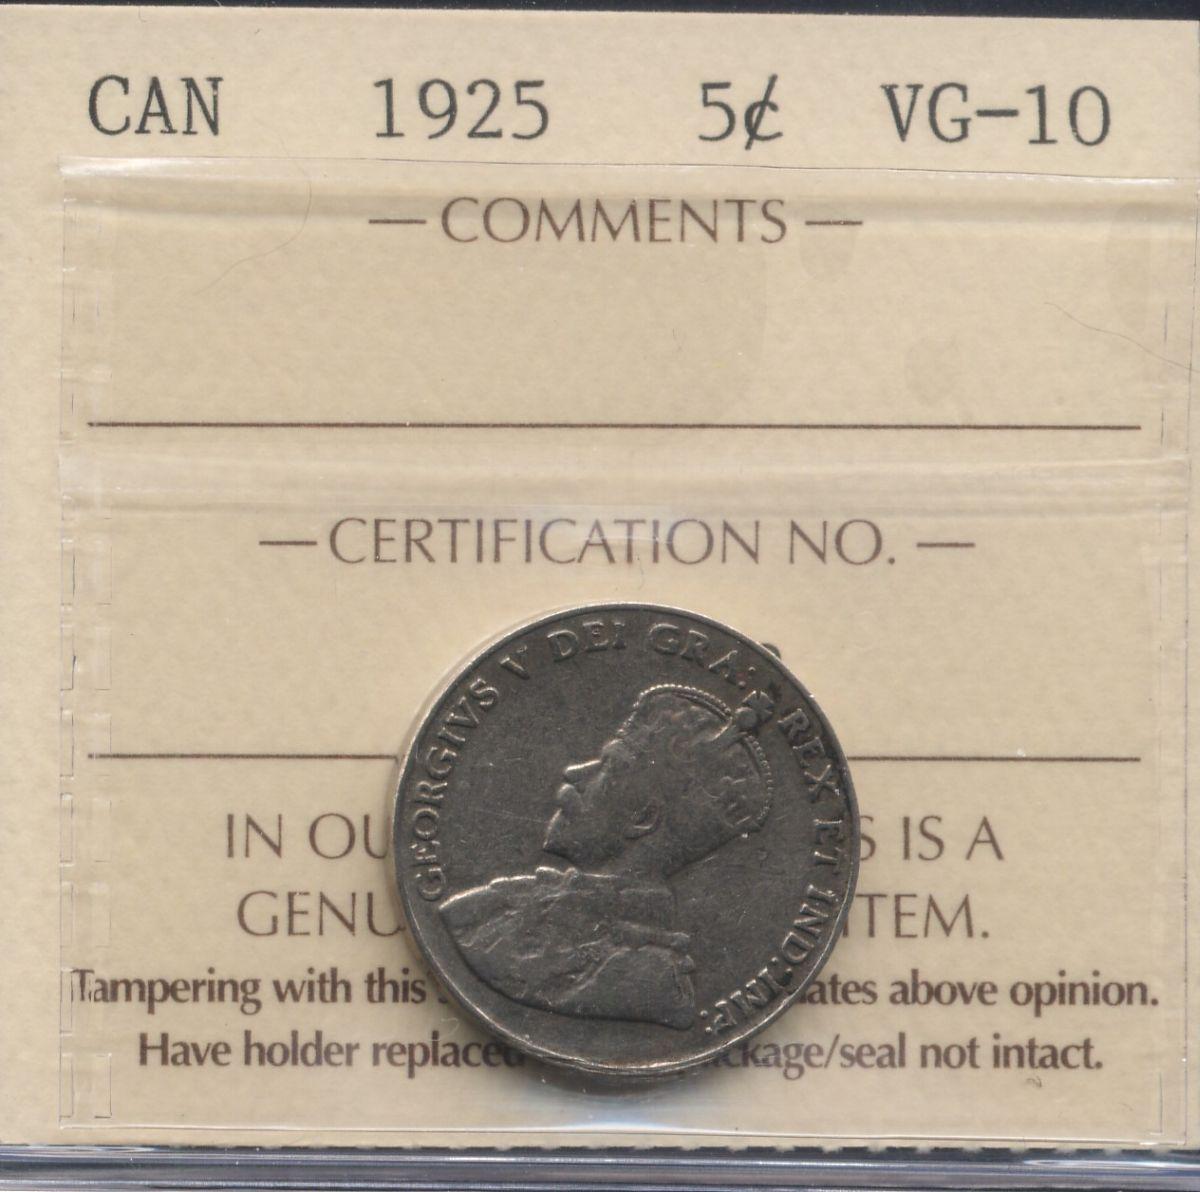 CAN 1925 5¢ VG-10
— COMMENTS —
— CERTIFICATION NO. —
GEORGIVS V DEI GRA: REX ET IND: IMP:
IN OU S IS A
GENU ITEM.
Tampering with this ates above opinion.
Have holder replaced ckage/seal not intact.